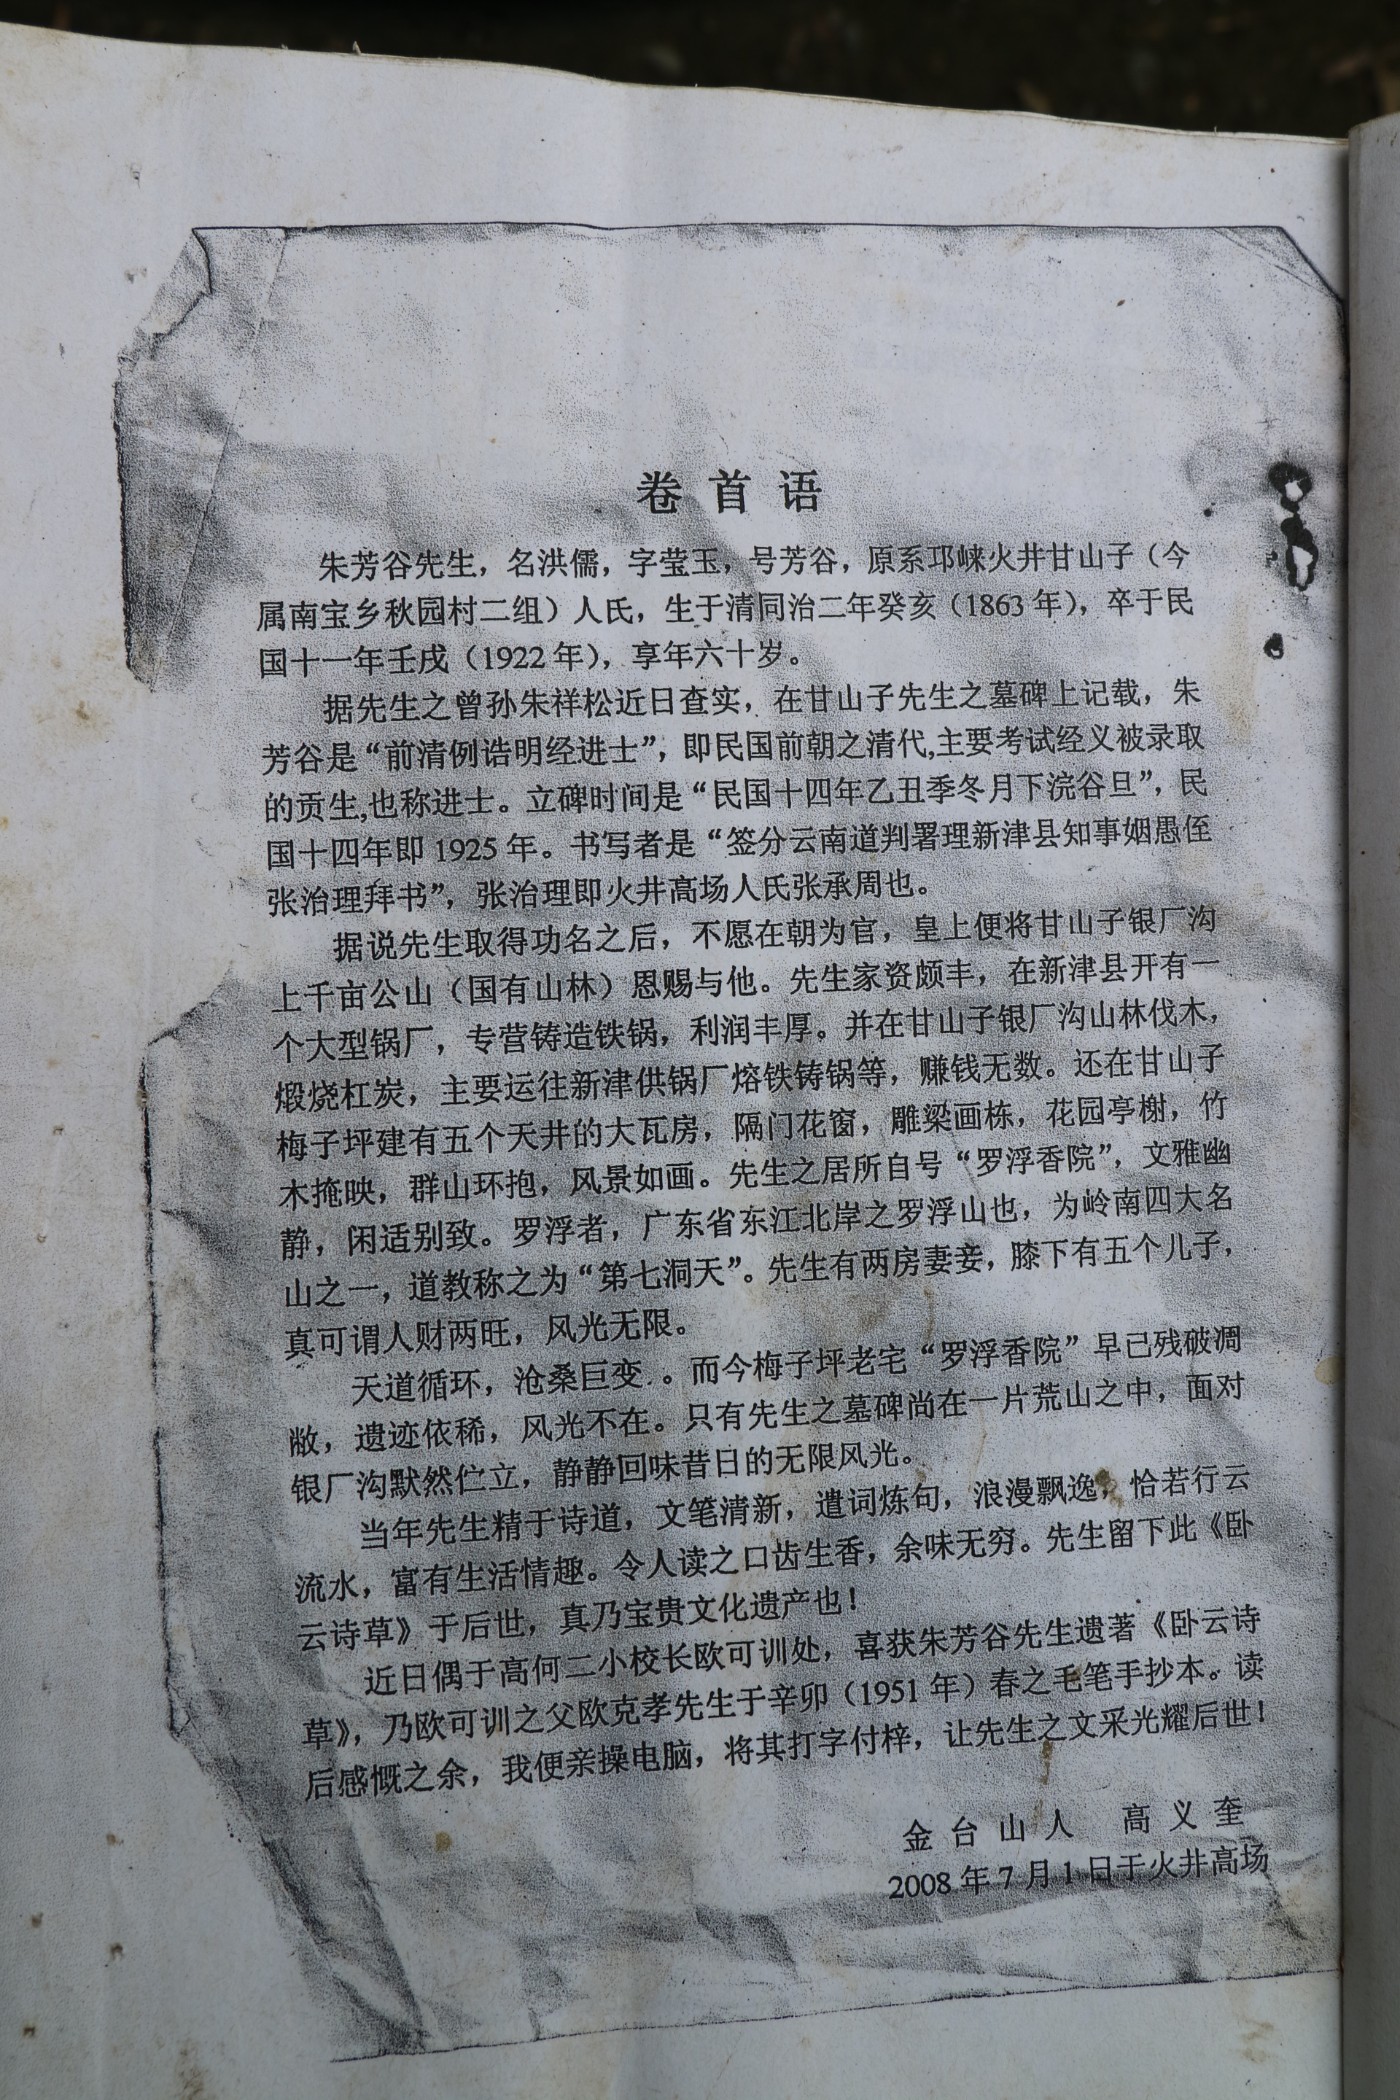 卷首语
朱芳谷先生，名洪儒，字莹玉，号芳谷，原系邛崃火井甘山子（今
属南宝乡秋园村二组）人氏，生于清同治二年癸亥（1863年），卒于民
国十一年壬戌（1922年），享年六十岁。
据先生之曾孙朱祥松近日查实，在甘山子先生之墓碑上记载，朱
芳谷是“前清例诰明经进士”，即民国前朝之清代,主要考试经义被录取
的贡生,也称进士。立碑时间是“民国十四年乙丑季冬月下浣谷旦”，民
国十四年即1925年。书写者是“签分云南道判署理新津县知事姻愚侄
张治理拜书”，张治理即火井高场人氏张承周也。
据说先生取得功名之后，不愿在朝为官，皇上便将甘山子银厂沟
上千亩公山（国有山林）恩赐与他。先生家资颇丰，在新津县开有一
个大型锅厂，专营铸造铁锅，利润丰厚。并在甘山子银厂沟山林伐木，
煅烧杠炭，主要运往新津供锅厂熔铁铸锅等，赚钱无数。还在甘山子
梅子坪建有五个天井的大瓦房，隔门花窗，雕梁画栋，花园亭榭，竹
木掩映，群山环抱，风景如画。先生之居所自号“罗浮香院”，文雅幽
静，闲适别致。罗浮者，广东省东江北岸之罗浮山也，为岭南四大名
山之一，道教称之为“第七洞天”。先生有两房妻妾，膝下有五个儿子，
真可谓人财两旺，风光无限。
天道循环，沧桑巨变.。而今梅子坪老宅“罗浮香院”早已残破凋
敝，遗迹依稀，风光不在。只有先生之墓碑尚在一片荒山之中，面对
银厂沟默然伫立，静静回味昔日的无限风光。
当年先生精于诗道，文笔清新，遣词炼句，浪漫飘逸，恰若行云
流水，富有生活情趣。令人读之口齿生香，余味无穷。先生留下此《卧
云诗草》于后世，真乃宝贵文化遗产也！
近日偶于高何二小校长欧可训处，喜获朱芳谷先生遗著《卧云诗
草》，乃欧可训之父欧克孝先生于辛卯（1951年）春之毛笔手抄本。读
后感慨之余，我便亲操电脑，将其打字付梓，让先生之文采光耀后世！
金台山人 高义奎
2008年7月1日于火井高场